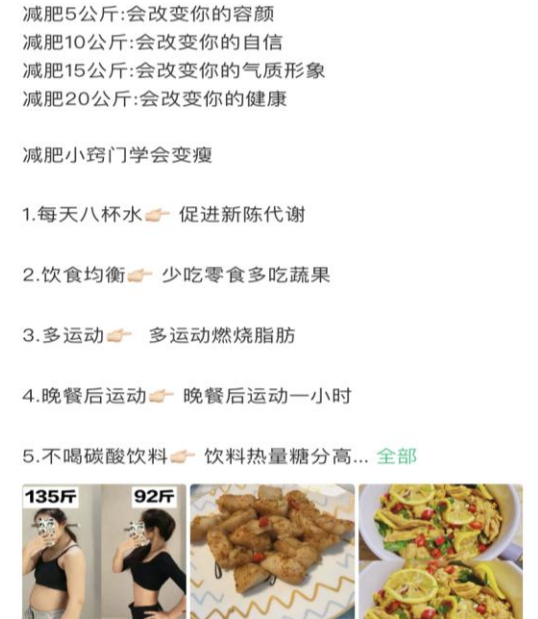 减肥5公斤:会改变你的容颜
减肥10公斤:会改变你的自信
减肥15公斤:会改变你的气质形象
减肥20公斤:会改变你的健康
减肥小窍门学会变瘦
1.每天八杯水👉🏻 促进新陈代谢
2.饮食均衡👉🏻 少吃零食多吃蔬果
3.多运动👉🏻 多运动燃烧脂肪
4.晚餐后运动👉🏻 晚餐后运动一小时
5.不喝碳酸饮料👉🏻 饮料热量糖分高... 全部
135斤 92斤